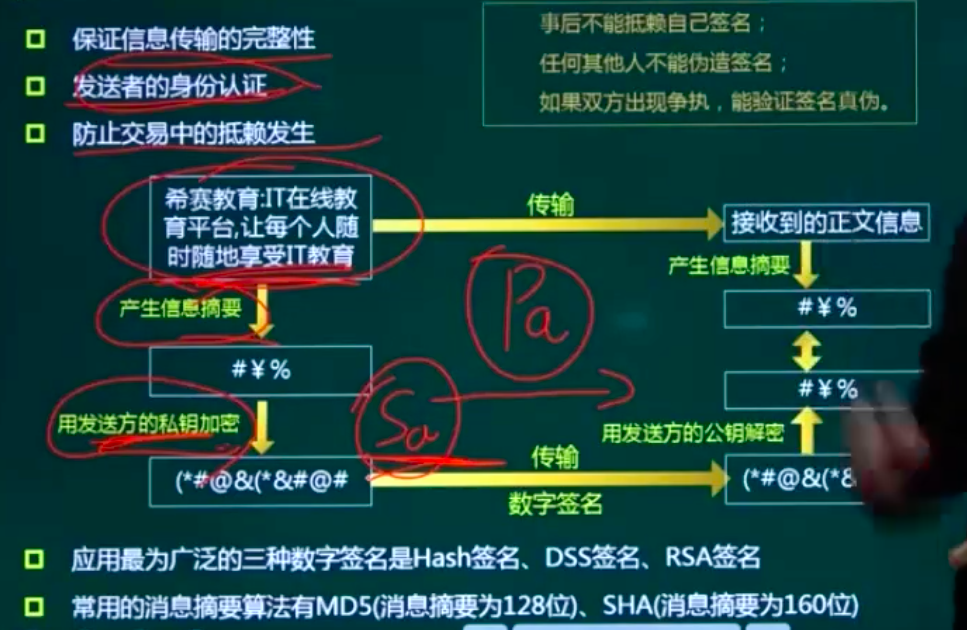 保证信息传输的完整性
发送者的身份认证
防止交易中的抵赖发生
事后不能抵赖自己签名；
任何其他人不能伪造签名；
如果双方出现争执，能验证签名真伪。
希赛教育:IT在线教
育平台,让每个人随
时随地享受IT教育
传输
接收到的正文信息
产生信息摘要
产生信息摘要
#¥%
Pa
#¥%
#¥%
用发送方的私钥加密
Sa
用发送方的公钥解密
(*#@&(*&#@#
传输
数字签名
(*#@&(*&
应用最为广泛的三种数字签名是Hash签名、DSS签名、RSA签名
常用的消息摘要算法有MD5(消息摘要为128位)、SHA(消息摘要为160位)